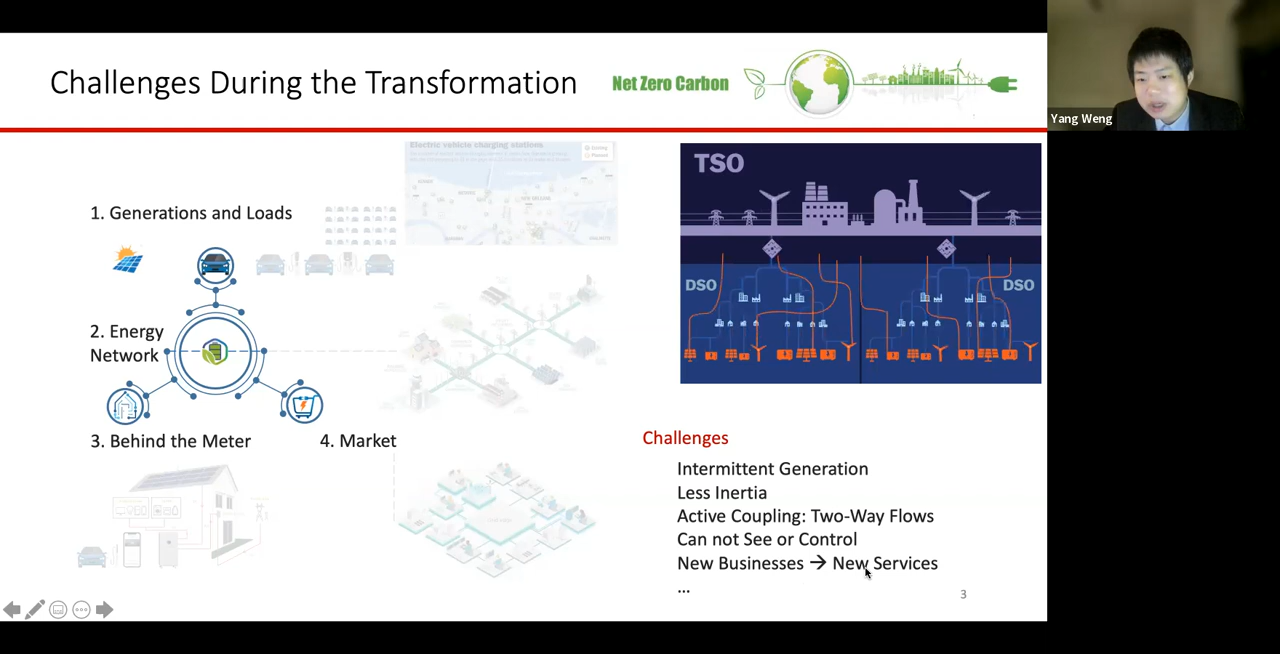 Challenges During the Transformation
Net Zero Carbon
Yang Weng
Electric vehicle charging stations
1. Generations and Loads
2. Energy
Network
3. Behind the Meter
4. Market
TSO
DSO
DSO
Challenges
Intermittent Generation
Less Inertia
Active Coupling: Two-Way Flows
Can not See or Control
New Businesses → New Services
...
3